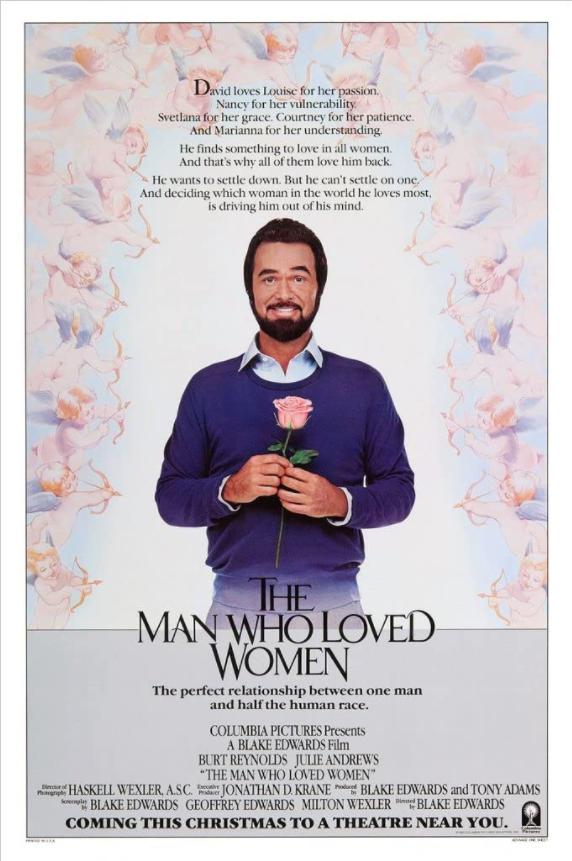 David loves Louise for her passion.
Nancy for her vulnerability.
Svetlana for her grace. Courtney for her patience.
And Marianna for her understanding.
He finds something to love in all women.
And that's why all of them love him back.
He wants to settle down. But he can't settle on one.
And deciding which woman in the world he loves most,
is driving him out of his mind.
THE
MAN WHO LOVED
WOMEN
The perfect relationship between one man
and half the human race.
COLUMBIA PICTURES Presents
A BLAKE EDWARDS Film
BURT REYNOLDS JULIE ANDREWS
"THE MAN WHO LOVED WOMEN"
Director of Photography HASKELL WEXLER, A.S.C. Executive Producer JONATHAN D. KRANE Produced by BLAKE EDWARDS and TONY ADAMS
Screenplay by BLAKE EDWARDS GEOFFREY EDWARDS MILTON WEXLER Directed by BLAKE EDWARDS
COMING THIS CHRISTMAS TO A THEATRE NEAR YOU.
Columbia
Pictures
PRINTED IN U.S.A.
ADVANCE ONE SHEET